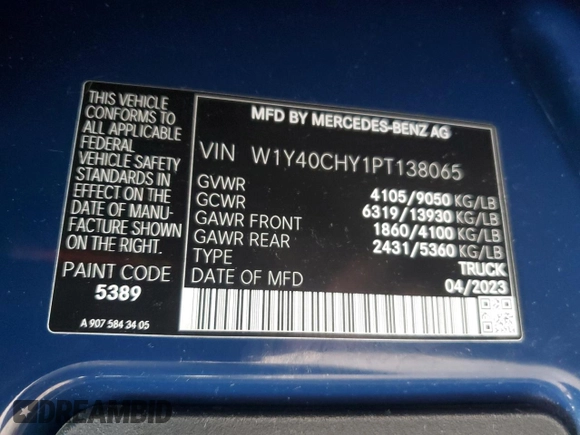 THIS VEHICLE
CONFORMS TO
ALL APPLICABLE
FEDERAL
VEHICLE SAFETY
STANDARDS IN
EFFECT ON THE
DATE OF MANU-
FACTURE SHOWN
ON THE RIGHT.
PAINT CODE
5389
A 907 584 34 05
MFD BY MERCEDES-BENZ AG
VIN W1Y40CHY1PT138065
GVWR 4105/9050 KG/LB
GCWR 6319/13930 KG/LB
GAWR FRONT 1860/4100 KG/LB
GAWR REAR 2431/5360 KG/LB
TYPE TRUCK
DATE OF MFD 04/2023
DREAMBID